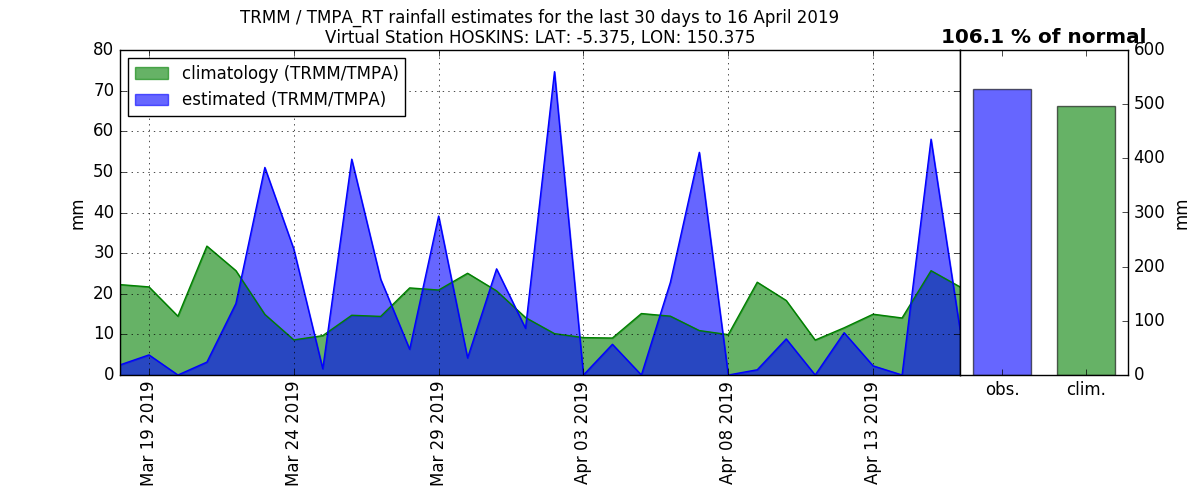 TRMM / TMPA_RT rainfall estimates for the last 30 days to 16 April 2019
Virtual Station HOSKINS: LAT: -5.375, LON: 150.375
106.1 % of normal
climatology (TRMM/TMPA)
estimated (TRMM/TMPA)
mm
80
70
60
50
40
30
20
10
0
Mar 19 2019
Mar 24 2019
Mar 29 2019
Apr 03 2019
Apr 08 2019
Apr 13 2019
obs.
clim.
600
500
400
300
200
100
0
mm